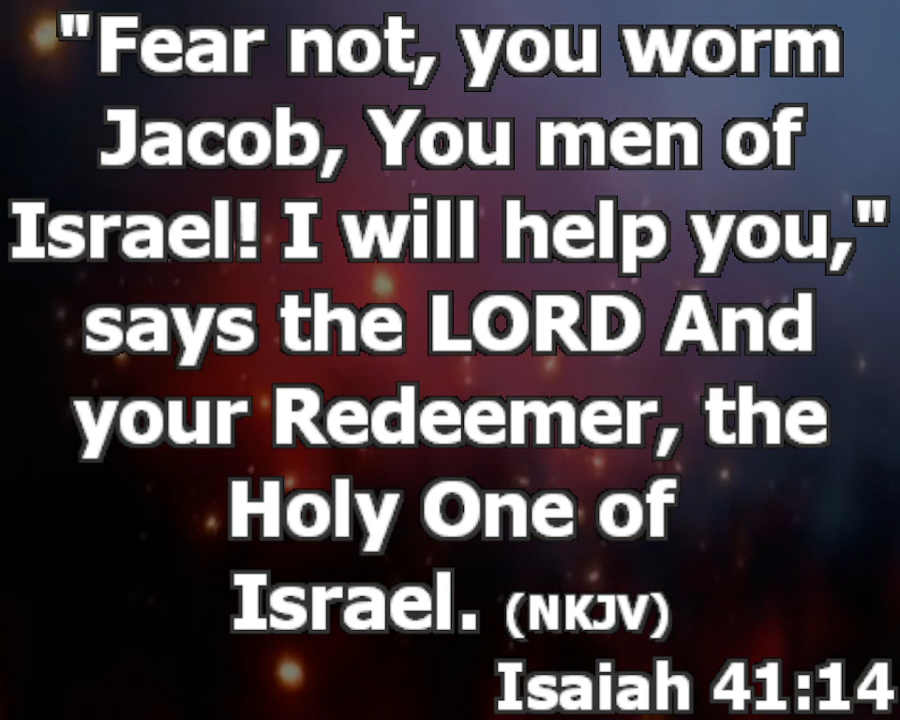 "Fear not, you worm
Jacob, You men of
Israel! I will help you,"
says the LORD And
your Redeemer, the
Holy One of
Israel. (NKJV)
Isaiah 41:14